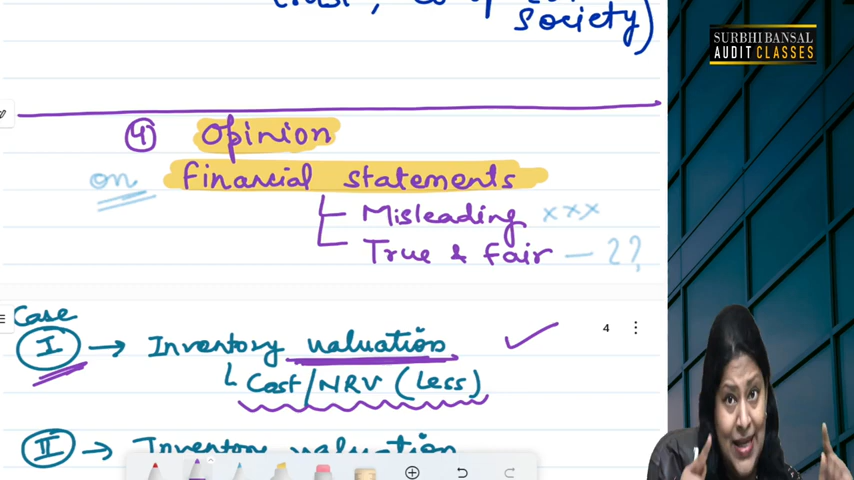 society)
SURBHI BANSAL
AUDIT CLASSES
④ Opinion
on Financial statements
Misleading xxx
True & fair — ??
Case
I → Inventory valuation ✓
4
Cost/NRV (Less)
II → Inventory valuation